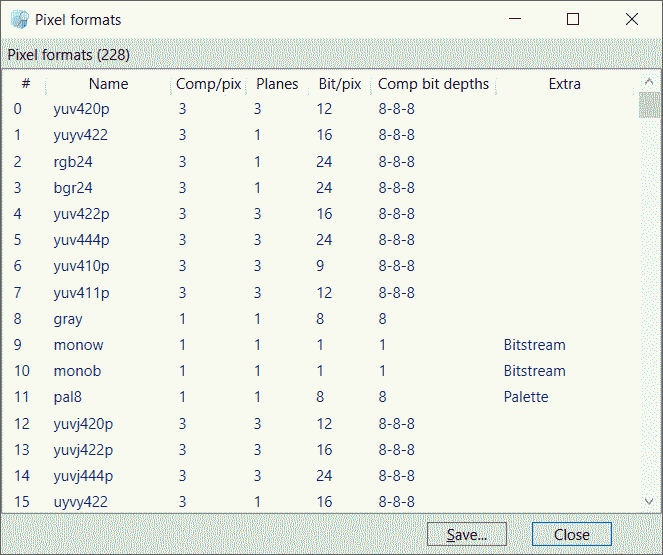 Pixel formats
Pixel formats (228)
# Name Comp/pix Planes Bit/pix Comp bit depths Extra
0 yuv420p 3 3 12 8-8-8
1 yuyv422 3 1 16 8-8-8
2 rgb24 3 1 24 8-8-8
3 bgr24 3 1 24 8-8-8
4 yuv422p 3 3 16 8-8-8
5 yuv444p 3 3 24 8-8-8
6 yuv410p 3 3 9 8-8-8
7 yuv411p 3 3 12 8-8-8
8 gray 1 1 8 8
9 monow 1 1 1 1 Bitstream
10 monob 1 1 1 1 Bitstream
11 pal8 1 1 8 8 Palette
12 yuvj420p 3 3 12 8-8-8
13 yuvj422p 3 3 16 8-8-8
14 yuvj444p 3 3 24 8-8-8
15 uyvy422 3 1 16 8-8-8
Save... Close